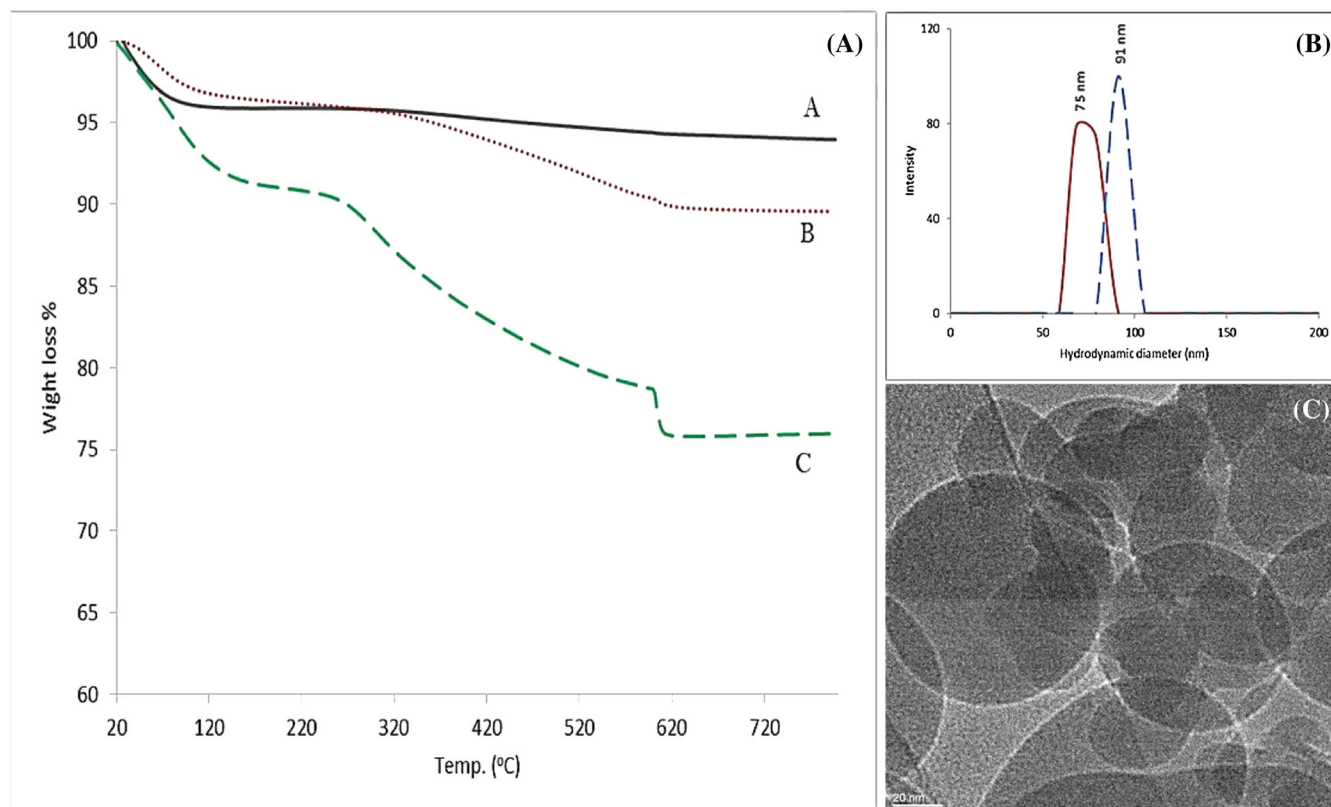 (A)
100
95
90
85
80
75
70
65
60
Wight loss %
A
B
C
20 120 220 320 420 520 620 720
Temp. (ºC)
(B)
120
80
40
0
Intensity
75 nm
91 nm
0 50 100 150 200
Hydrodynamic diameter (nm)
(C)
20 nm